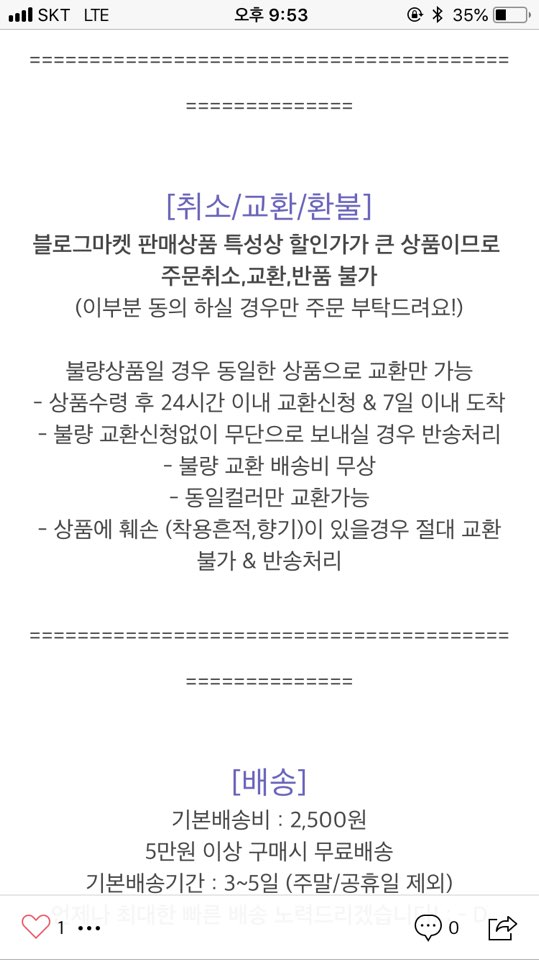 SKT LTE 오후 9:53 35%
=======================================
==============
[취소/교환/환불]
블로그마켓 판매상품 특성상 할인가가 큰 상품이므로
주문취소,교환,반품 불가
(이부분 동의 하실 경우만 주문 부탁드려요!)
불량상품일 경우 동일한 상품으로 교환만 가능
- 상품수령 후 24시간 이내 교환신청 & 7일 이내 도착
- 불량 교환신청없이 무단으로 보내실 경우 반송처리
- 불량 교환 배송비 무상
- 동일컬러만 교환가능
- 상품에 훼손 (착용흔적,향기)이 있을경우 절대 교환
불가 & 반송처리
=======================================
==============
[배송]
기본배송비 : 2,500원
5만원 이상 구매시 무료배송
기본배송기간 : 3~5일 (주말/공휴일 제외)
언제나 최대한 빠른 배송 노력드리겠습니다! : - D
1 0